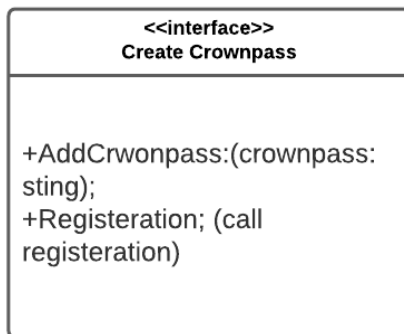 <<interface>>
Create Crownpass
+AddCrwonpass:(crownpass:
sting);
+Registeration; (call
registeration)